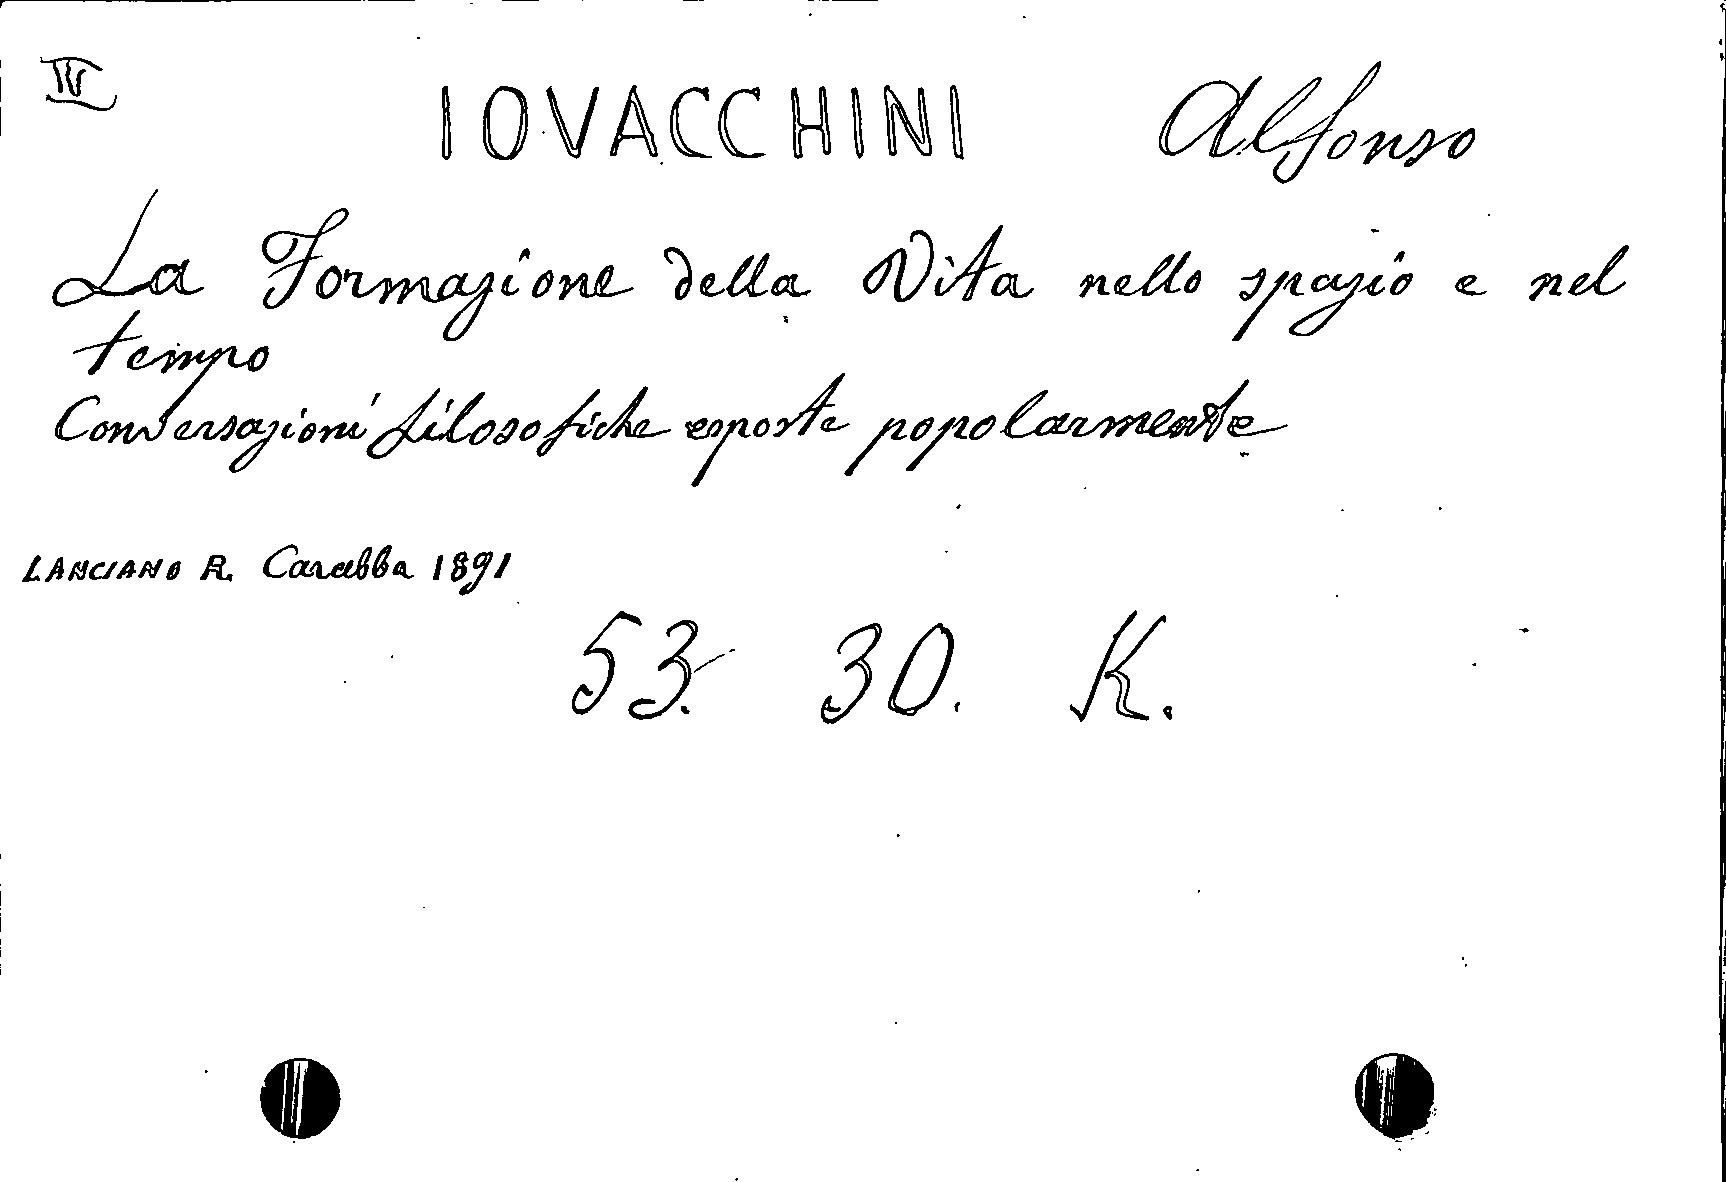 IV
IOVACCHINI Alfonso
La Formazione della Vita nello spazio e nel
tempo
Conversazioni filosofiche esposte popolarmente
LANCIANO R. Carabba 1891
53. 30. K.